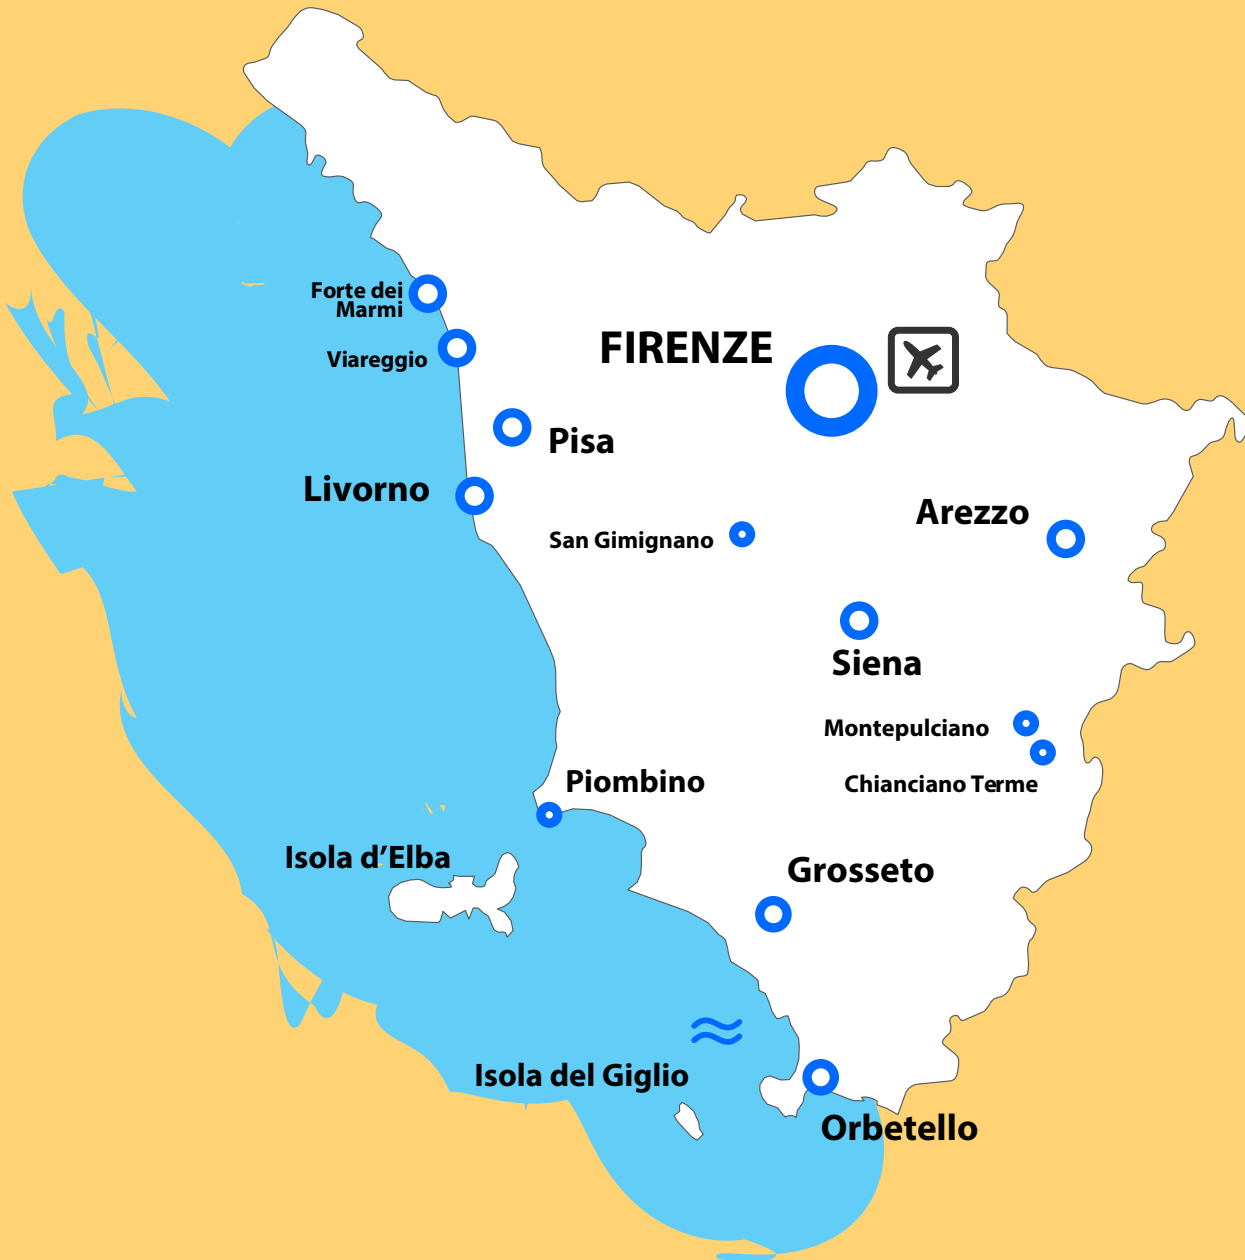 Forte dei
Marmi
FIRENZE
Viareggio
Pisa
Livorno
Arezzo
San Gimignano
Siena
Montepulciano
Piombino
Chianciano Terme
Isola d’Elba
Grosseto
Isola del Giglio
Orbetello